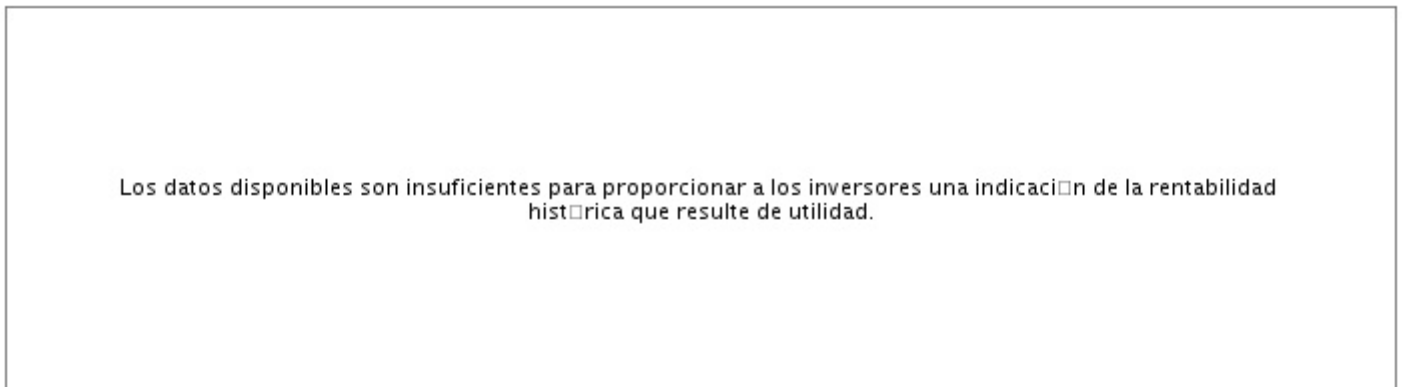 Los datos disponibles son insuficientes para proporcionar a los inversores una indicaci□n de la rentabilidad
hist□rica que resulte de utilidad.